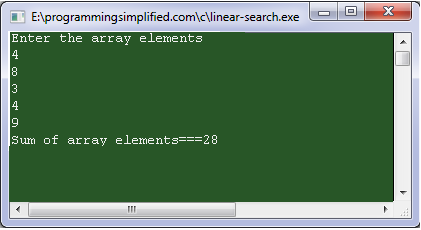 E:\programmingsimplified.com\c\linear-search.exe
Enter the array elements
4
8
3
4
9
Sum of array elements===28